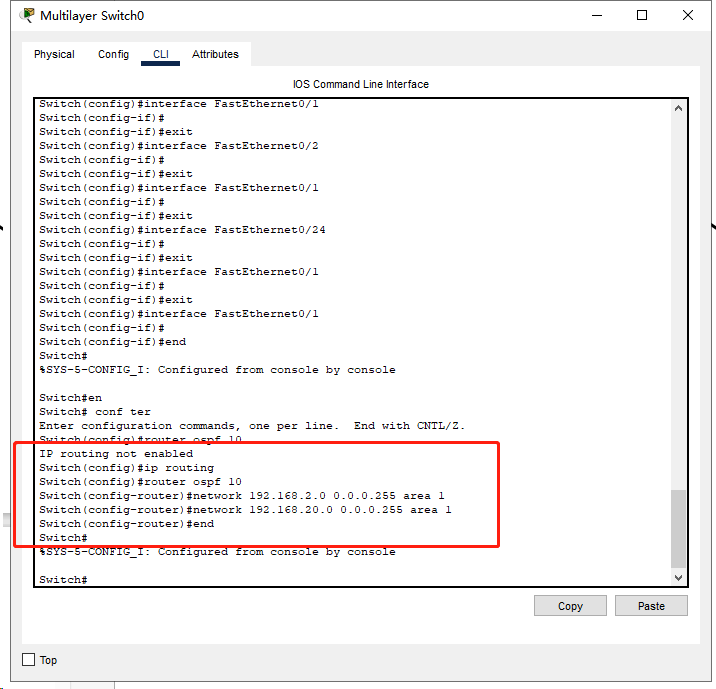 Multilayer Switch0
Physical Config CLI Attributes
IOS Command Line Interface
Switch(config)#interface FastEthernet0/1
Switch(config-if)#
Switch(config-if)#exit
Switch(config)#interface FastEthernet0/2
Switch(config-if)#
Switch(config-if)#exit
Switch(config)#interface FastEthernet0/1
Switch(config-if)#
Switch(config-if)#exit
Switch(config)#interface FastEthernet0/24
Switch(config-if)#
Switch(config-if)#exit
Switch(config)#interface FastEthernet0/1
Switch(config-if)#
Switch(config-if)#exit
Switch(config)#interface FastEthernet0/1
Switch(config-if)#
Switch(config-if)#end
Switch#
%SYS-5-CONFIG_I: Configured from console by console
Switch#en
Switch# conf ter
Enter configuration commands, one per line.  End with CNTL/Z.
Switch(config)#router ospf 10
IP routing not enabled
Switch(config)#ip routing
Switch(config)#router ospf 10
Switch(config-router)#network 192.168.2.0 0.0.0.255 area 1
Switch(config-router)#network 192.168.20.0 0.0.0.255 area 1
Switch(config-router)#end
Switch#
%SYS-5-CONFIG_I: Configured from console by console
Switch#
Copy Paste
Top